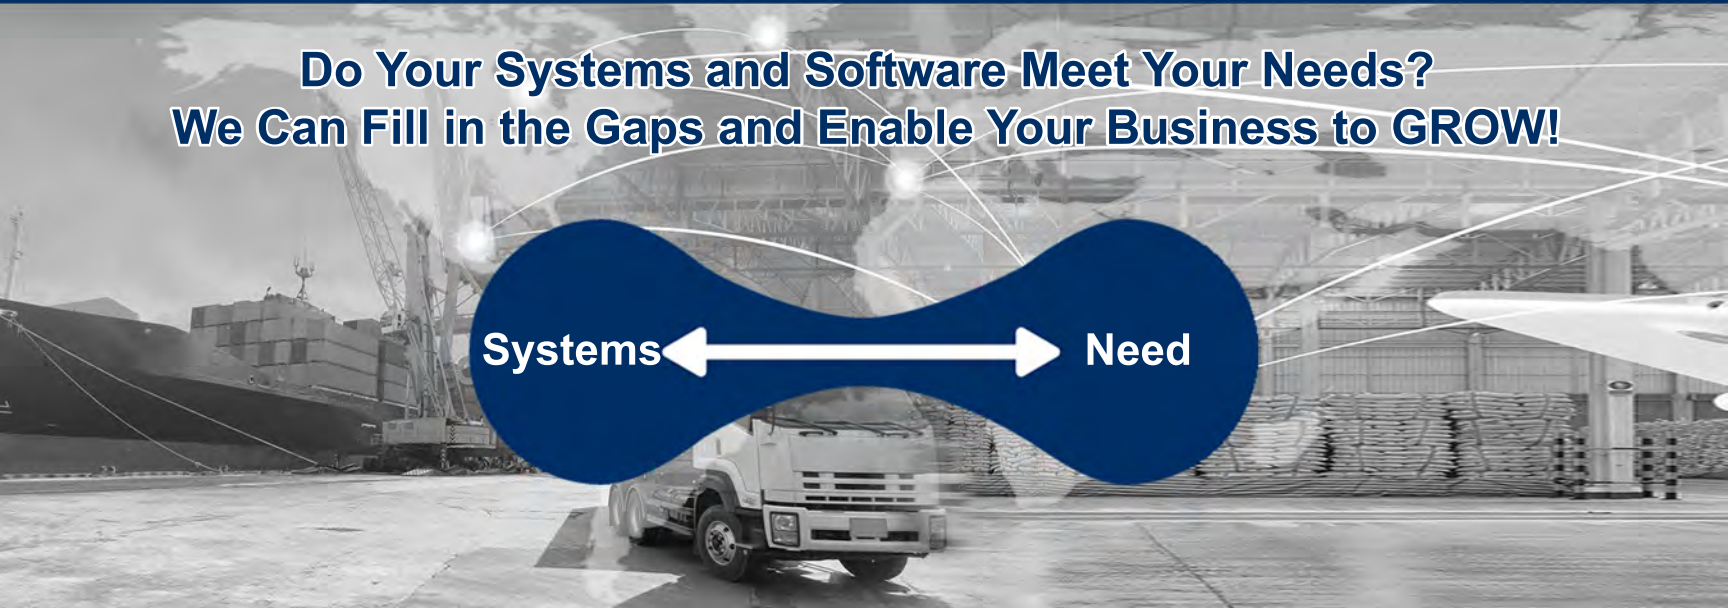 Do Your Systems and Software Meet Your Needs?
We Can Fill in the Gaps and Enable Your Business to GROW!
Systems Need